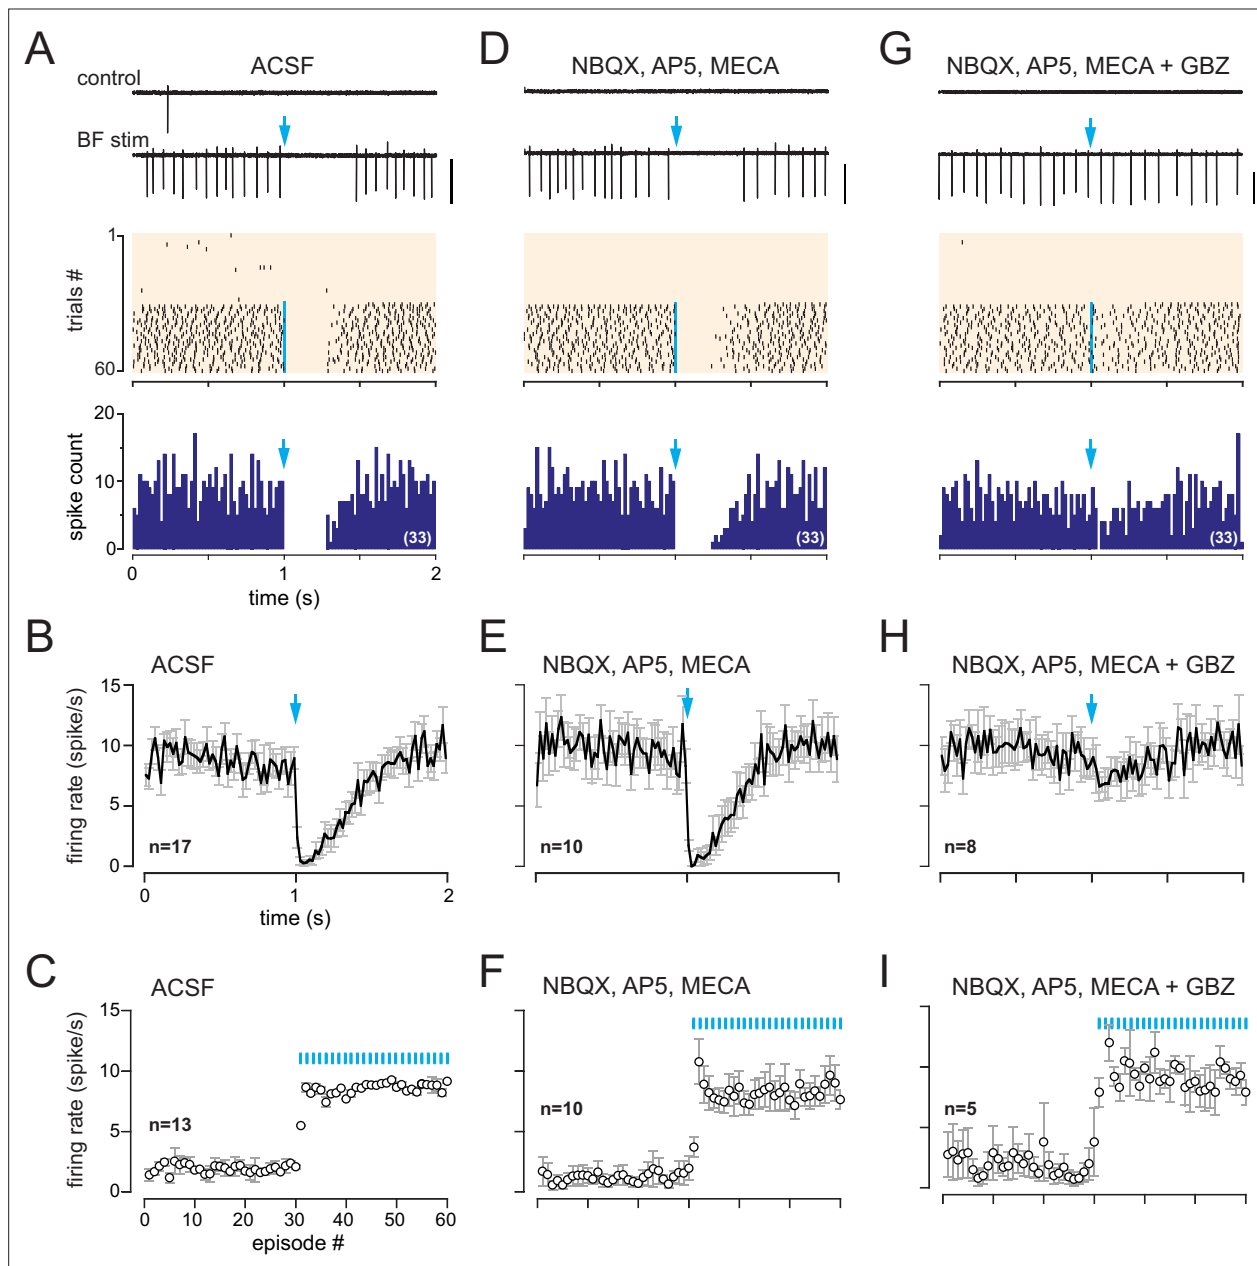 A
ACSF
control
BF stim
trials #
1
60
spike count
20
10
0
(33)
0
1
2
time (s)
D
NBQX, AP5, MECA
(33)
G
NBQX, AP5, MECA + GBZ
(33)
B
ACSF
firing rate (spike/s)
15
10
5
0
n=17
0
1
2
time (s)
E
NBQX, AP5, MECA
n=10
H
NBQX, AP5, MECA + GBZ
n=8
C
ACSF
firing rate (spike/s)
15
10
5
0
n=13
0
10
20
30
40
50
60
episode #
F
NBQX, AP5, MECA
n=10
I
NBQX, AP5, MECA + GBZ
n=5